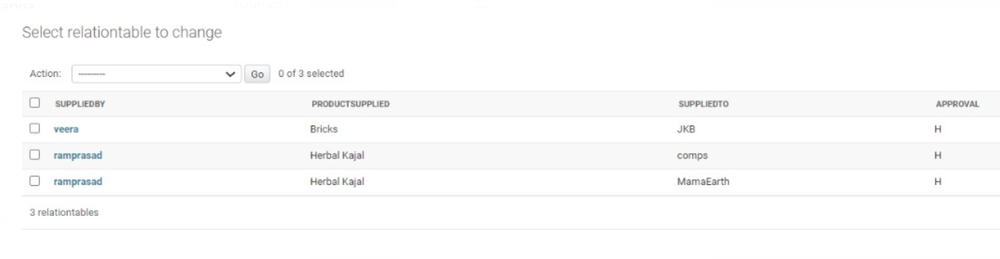 Select relationtable to change
Action: --------- Go 0 of 3 selected
SUPPLIEDBY PRODUCTSUPPLIED SUPPLIEDTO APPROVAL
veera Bricks JKB H
ramprasad Herbal Kajal comps H
ramprasad Herbal Kajal MamaEarth H
3 relationtables